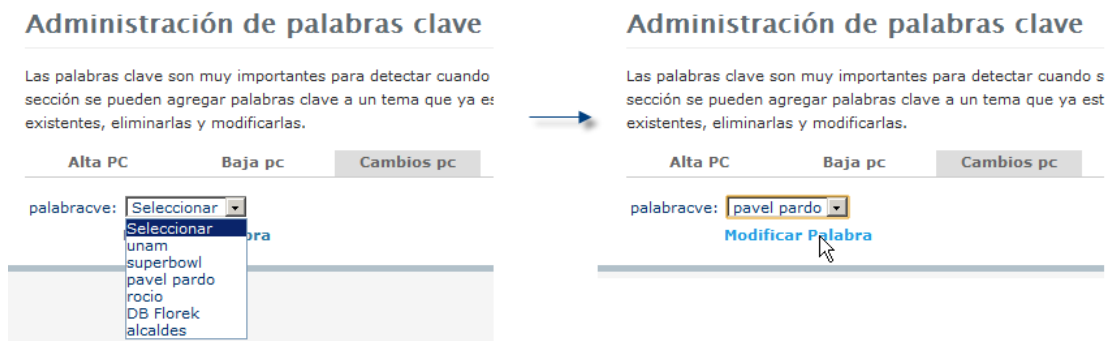 Administración de palabras clave
Las palabras clave son muy importantes para detectar cuando
sección se pueden agregar palabras clave a un tema que ya es
existentes, eliminarlas y modificarlas.
Alta PC Baja pc Cambios pc
palabracve: Seleccionar
Seleccionar
unam
superbowl
pavel pardo
rocio
DB Florek
alcaldes
bra
Administración de palabras clave
Las palabras clave son muy importantes para detectar cuando s
sección se pueden agregar palabras clave a un tema que ya est
existentes, eliminarlas y modificarlas.
Alta PC Baja pc Cambios pc
palabracve: pavel pardo
Modificar Palabra